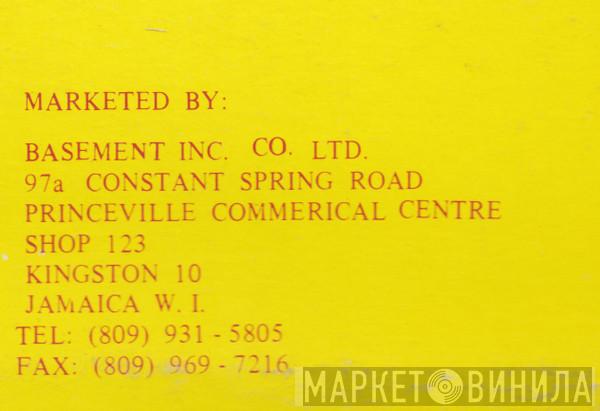 MARKETED BY:
BASEMENT INC. CO. LTD.
97a CONSTANT SPRING ROAD
PRINCEVILLE COMMERICAL CENTRE
SHOP 123
KINGSTON 10
JAMAICA W. I.
TEL: (809) 931 - 5805
FAX: (809) 969 - 7216
МАРКЕТ ВИНИЛА